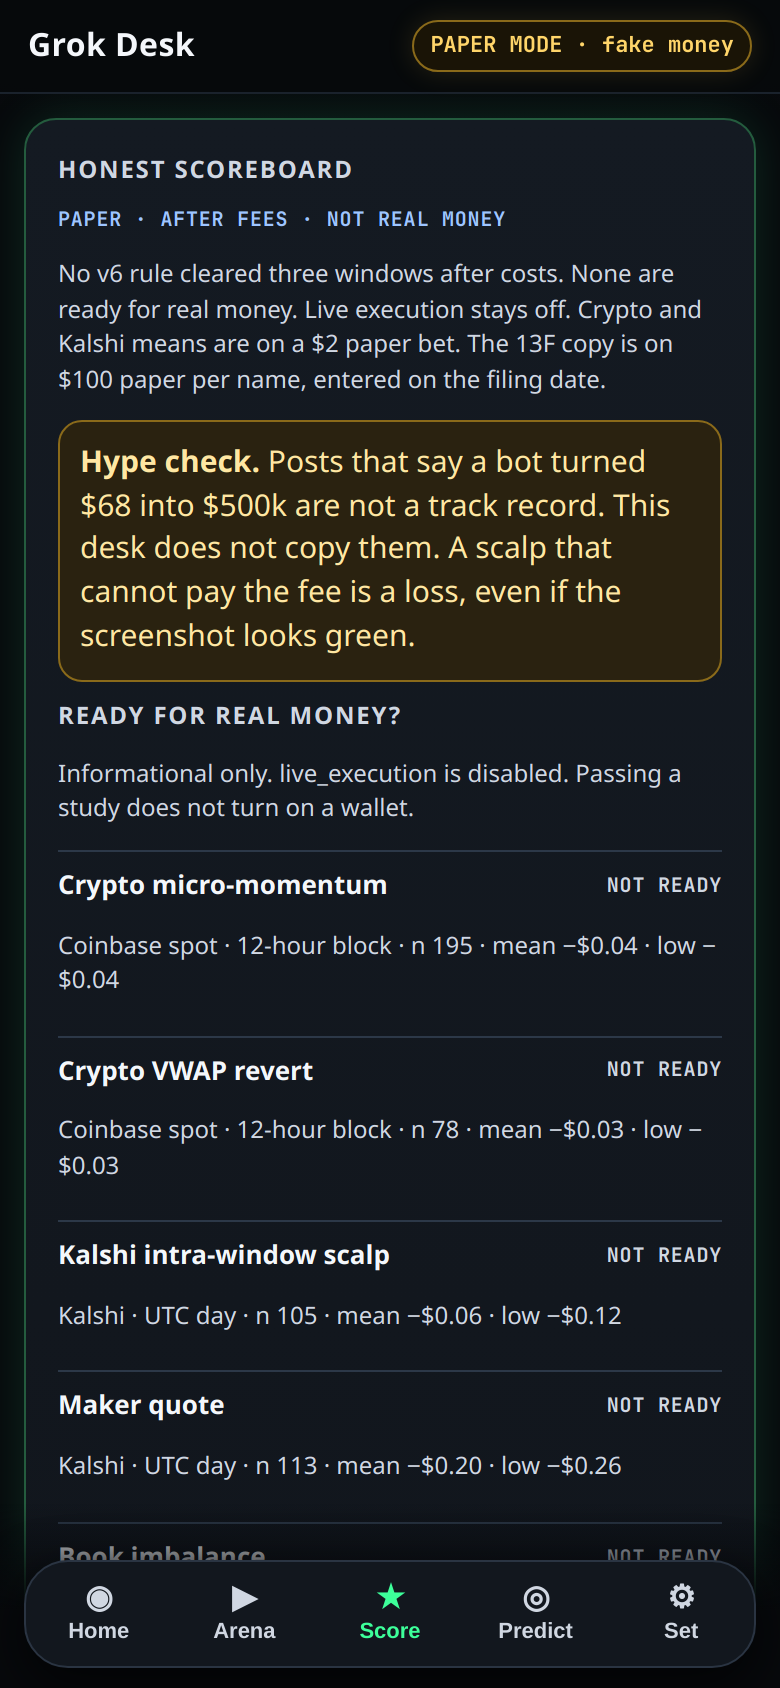 Grok Desk
PAPER MODE · fake money
HONEST SCOREBOARD
PAPER · AFTER FEES · NOT REAL MONEY
No v6 rule cleared three windows after costs. None are
ready for real money. Live execution stays off. Crypto and
Kalshi means are on a $2 paper bet. The 13F copy is on
$100 paper per name, entered on the filing date.
Hype check. Posts that say a bot turned
$68 into $500k are not a track record. This
desk does not copy them. A scalp that
cannot pay the fee is a loss, even if the
screenshot looks green.
READY FOR REAL MONEY?
Informational only. live_execution is disabled. Passing a
study does not turn on a wallet.
Crypto micro-momentum
NOT READY
Coinbase spot · 12-hour block · n 195 · mean −$0.04 · low −
$0.04
Crypto VWAP revert
NOT READY
Coinbase spot · 12-hour block · n 78 · mean −$0.03 · low −
$0.03
Kalshi intra-window scalp
NOT READY
Kalshi · UTC day · n 105 · mean −$0.06 · low −$0.12
Maker quote
NOT READY
Kalshi · UTC day · n 113 · mean −$0.20 · low −$0.26
Book imbalance
NOT READY
Home
Arena
Score
Predict
Set